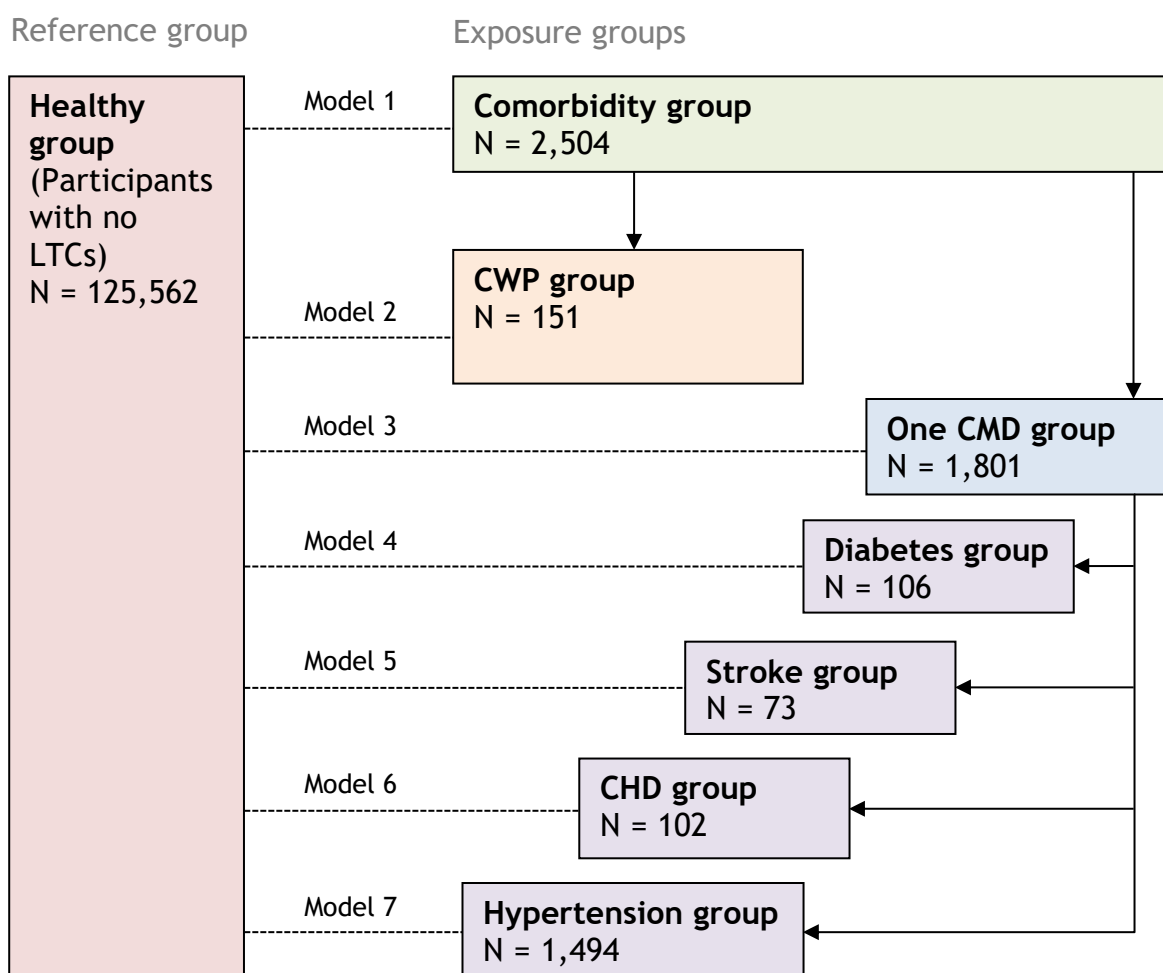 Reference group
Exposure groups
Healthy
group
(Participants
with no
LTCs)
N = 125,562
Model 1
Comorbidity group
N = 2,504
Model 2
CWP group
N = 151
Model 3
One CMD group
N = 1,801
Model 4
Diabetes group
N = 106
Model 5
Stroke group
N = 73
Model 6
CHD group
N = 102
Model 7
Hypertension group
N = 1,494